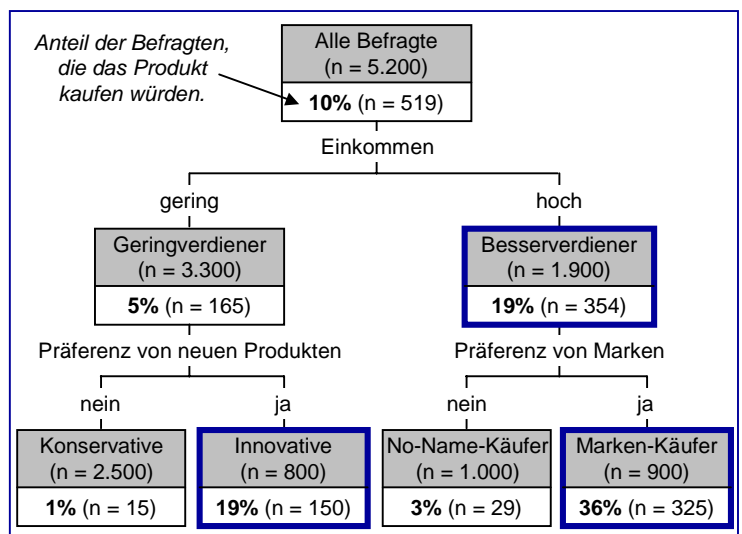 Anteil der Befragten,
die das Produkt
kaufen würden.
Alle Befragte
(n = 5.200)
10% (n = 519)
Einkommen
gering
hoch
Geringverdiener
(n = 3.300)
5% (n = 165)
Besserverdiener
(n = 1.900)
19% (n = 354)
Präferenz von neuen Produkten
Präferenz von Marken
nein
ja
nein
ja
Konservative
(n = 2.500)
1% (n = 15)
Innovative
(n = 800)
19% (n = 150)
No-Name-Käufer
(n = 1.000)
3% (n = 29)
Marken-Käufer
(n = 900)
36% (n = 325)